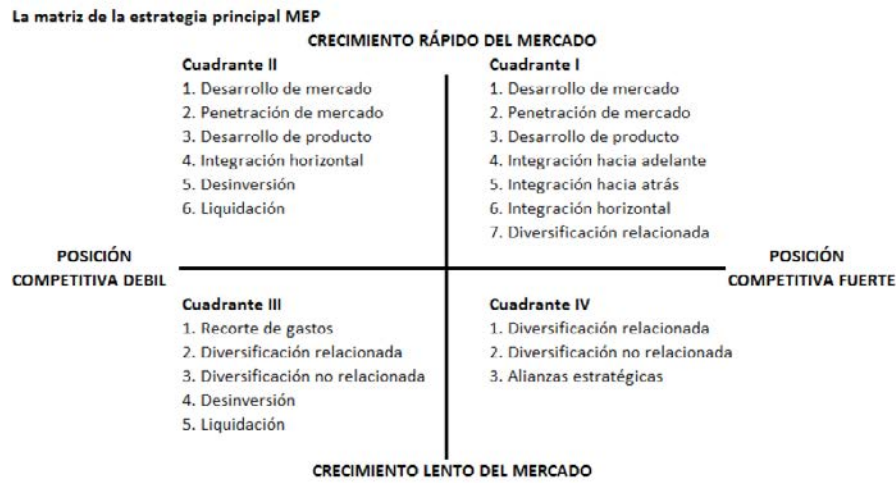 La matriz de la estrategia principal MEP
CRECIMIENTO RÁPIDO DEL MERCADO
Cuadrante II
1. Desarrollo de mercado
2. Penetración de mercado
3. Desarrollo de producto
4. Integración horizontal
5. Desinversión
6. Liquidación
Cuadrante I
1. Desarrollo de mercado
2. Penetración de mercado
3. Desarrollo de producto
4. Integración hacia adelante
5. Integración hacia atrás
6. Integración horizontal
7. Diversificación relacionada
POSICIÓN
COMPETITIVA DEBIL
POSICIÓN
COMPETITIVA FUERTE
Cuadrante III
1. Recorte de gastos
2. Diversificación relacionada
3. Diversificación no relacionada
4. Desinversión
5. Liquidación
Cuadrante IV
1. Diversificación relacionada
2. Diversificación no relacionada
3. Alianzas estratégicas
CRECIMIENTO LENTO DEL MERCADO